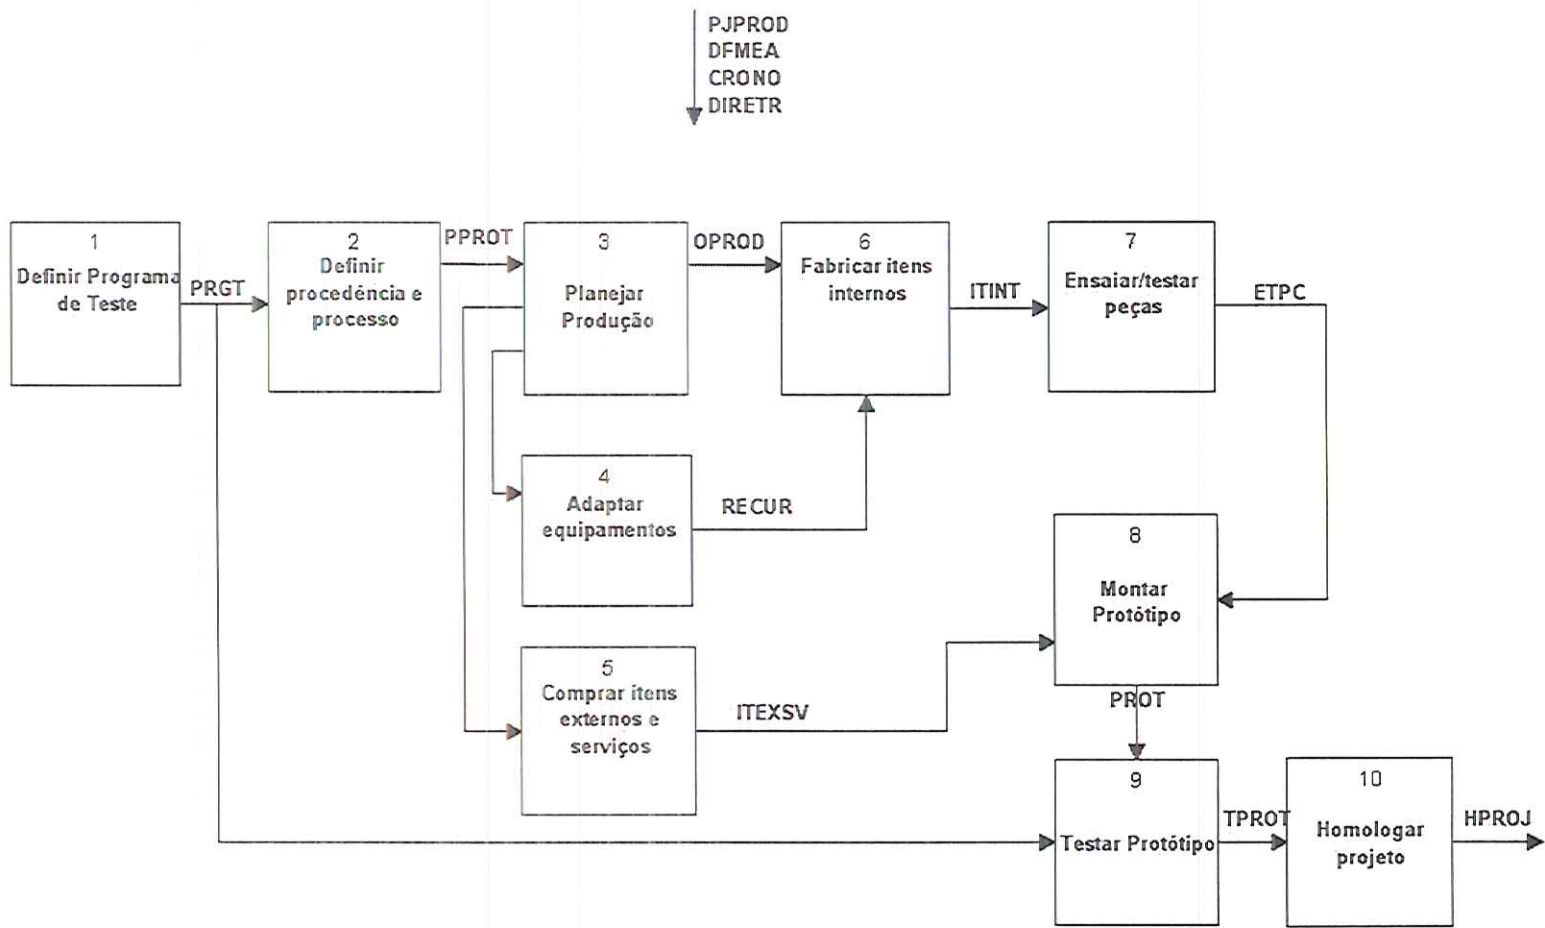 PJPROD
DFMEA
CRONO
DIRETR
1
Definir Programa
de Teste
PRGT
2
Definir
procedência e
processo
PPROT
3
Planejar
Produção
OPROD
6
Fabricar itens
internos
ITINT
7
Ensaiar/testar
peças
ETPC
4
Adaptar
equipamentos
RECUR
8
Montar
Protótipo
5
Comprar itens
externos e
serviços
ITEXSV
PROT
9
Testar Protótipo
TPROT
10
Homologar
projeto
HPROJ